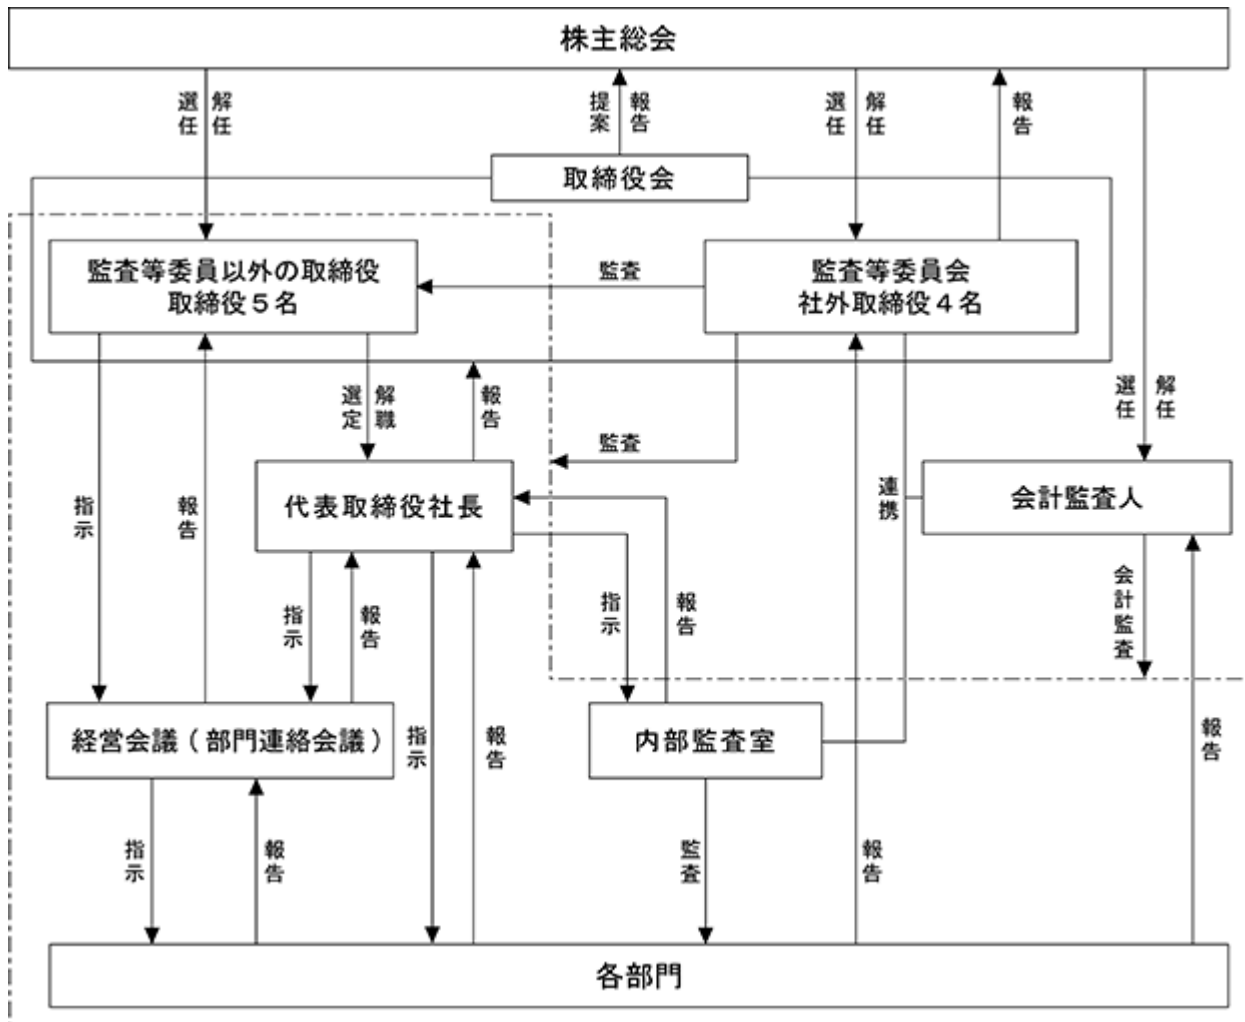 株主総会
選任
解任
提案
報告
選任
解任
報告
取締役会
監査等委員以外の取締役
取締役5名
監査
監査等委員会
社外取締役4名
選定
解職
報告
監査
選任
解任
指示
報告
代表取締役社長
連携
会計監査人
指示
報告
指示
報告
会計監査
経営会議(部門連絡会議)
指示
報告
内部監査室
報告
指示
報告
監査
報告
各部門